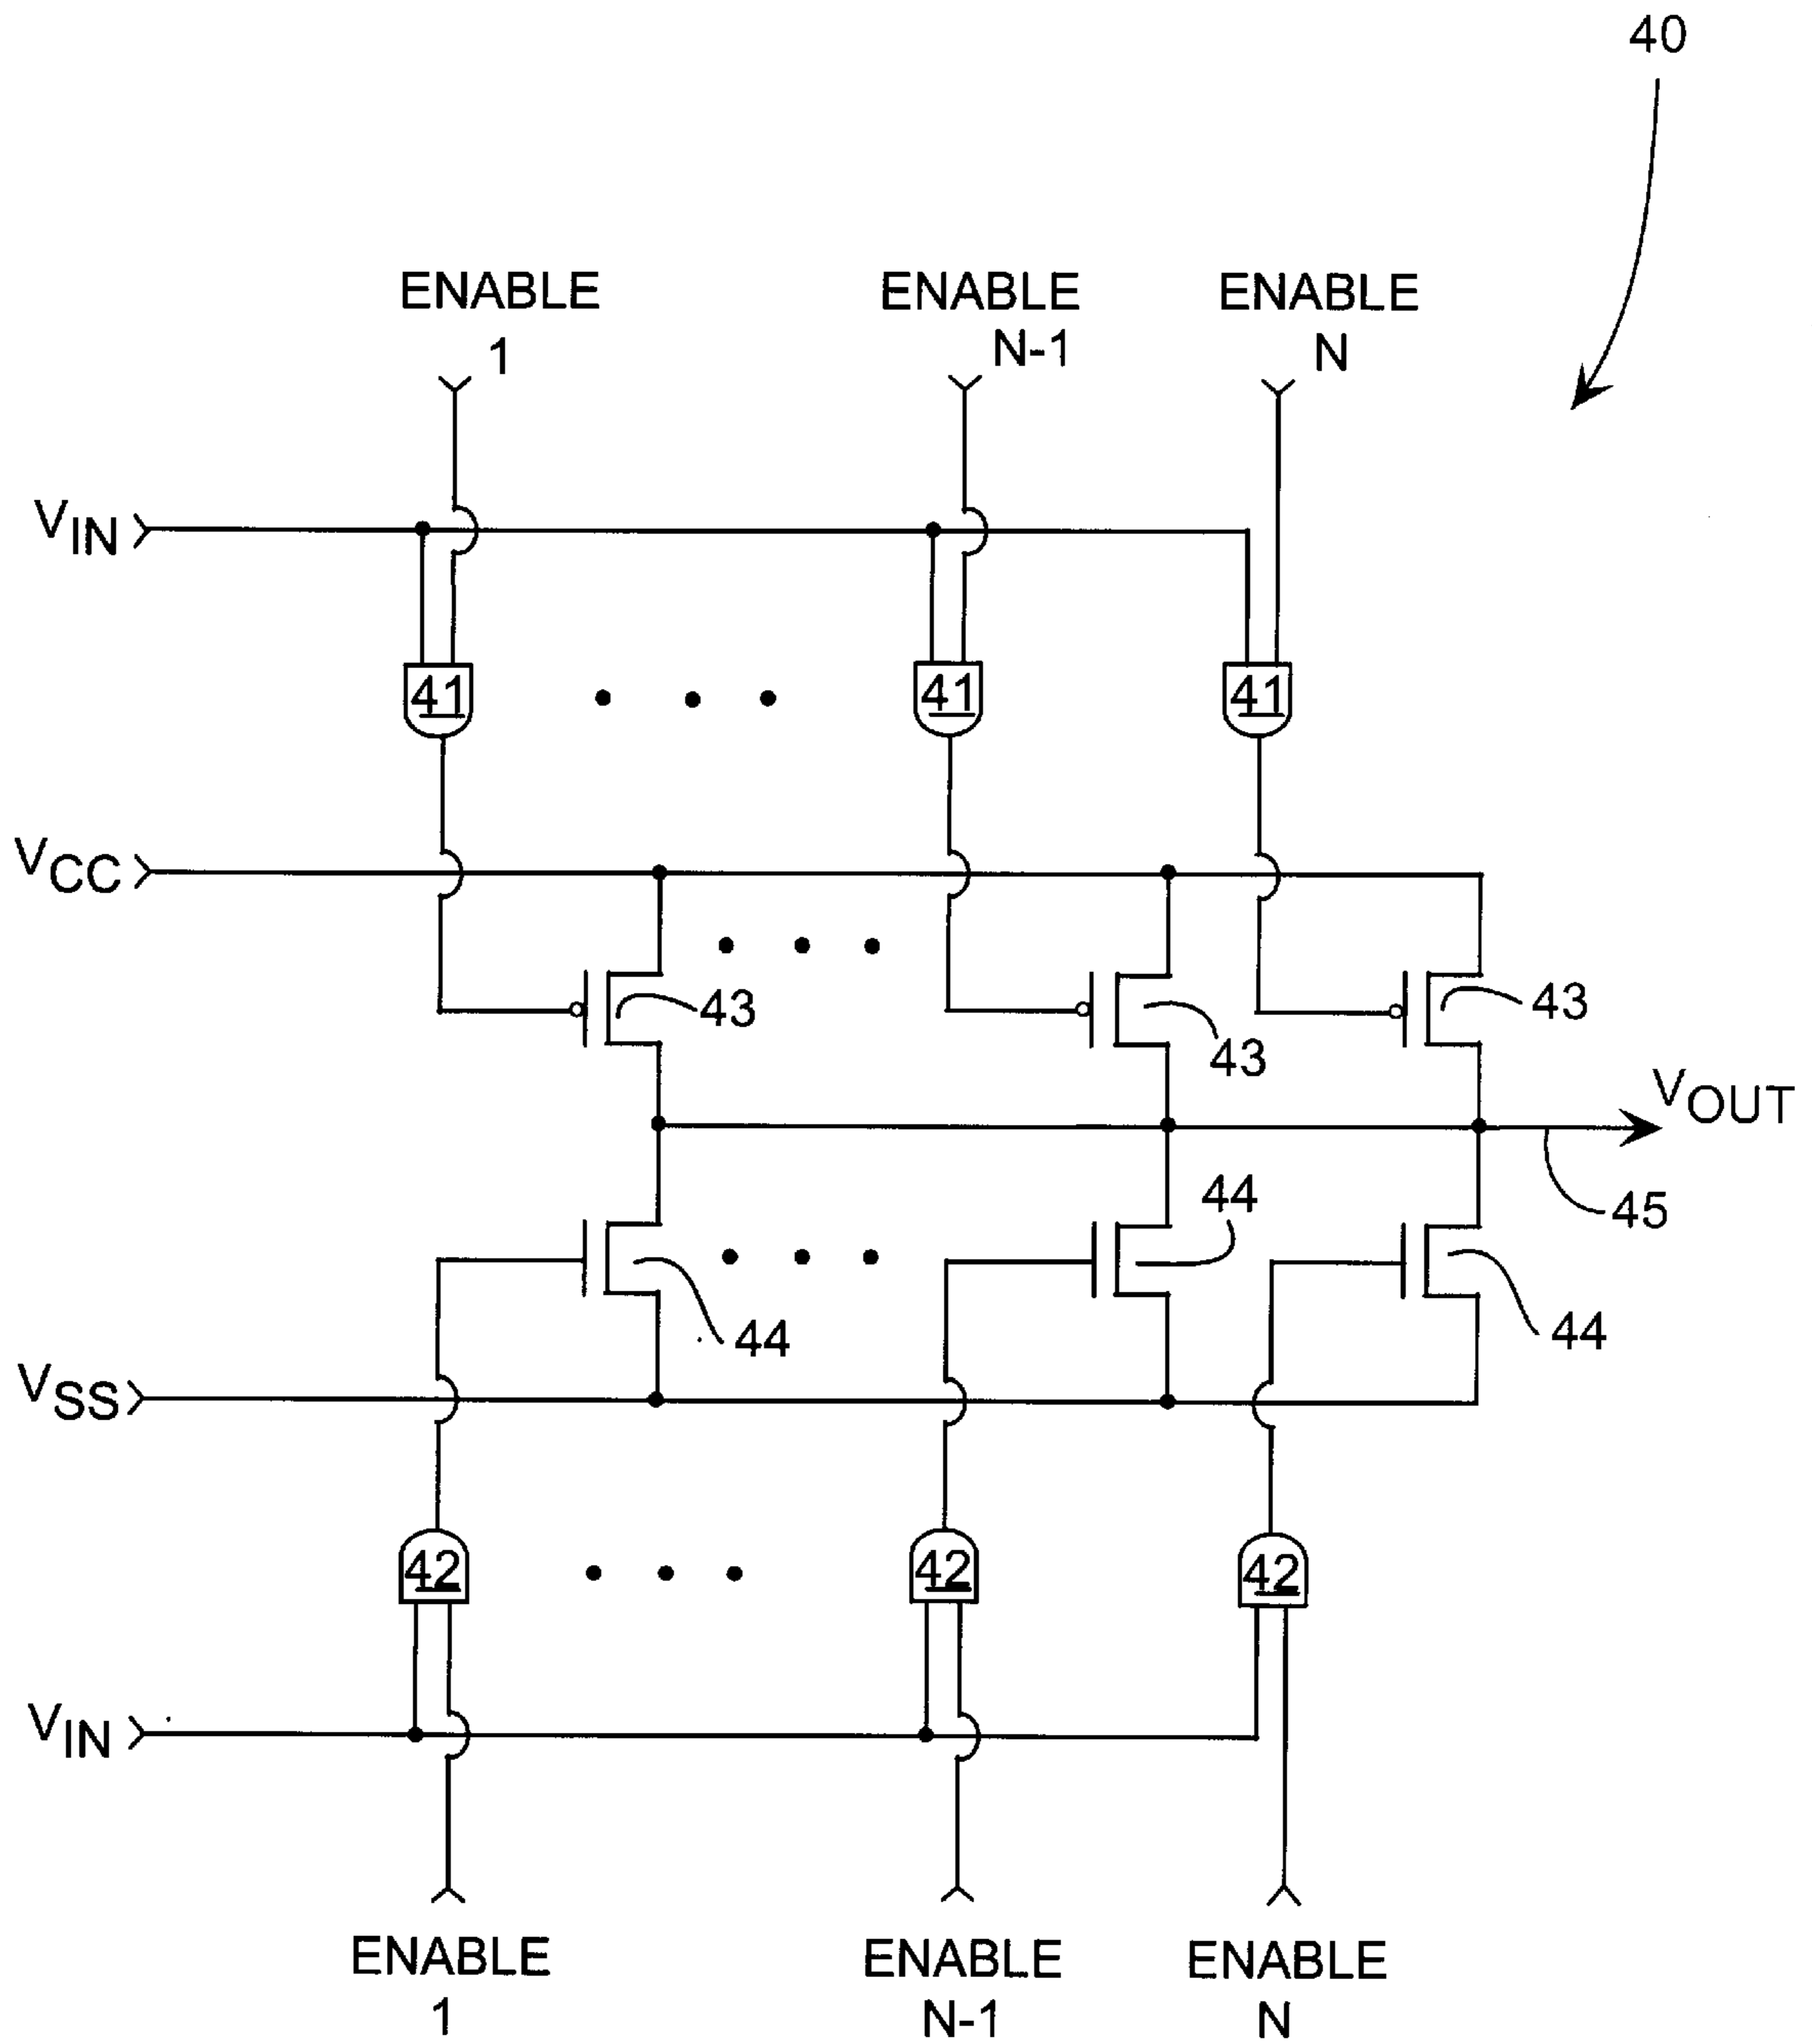 40
ENABLE ENABLE ENABLE
1 N-1 N
VIN
41 41 41
VCC
43 43 43
VOUT
44 45
44 44
VSS
42 42 42
VIN
ENABLE ENABLE ENABLE
1 N-1 N